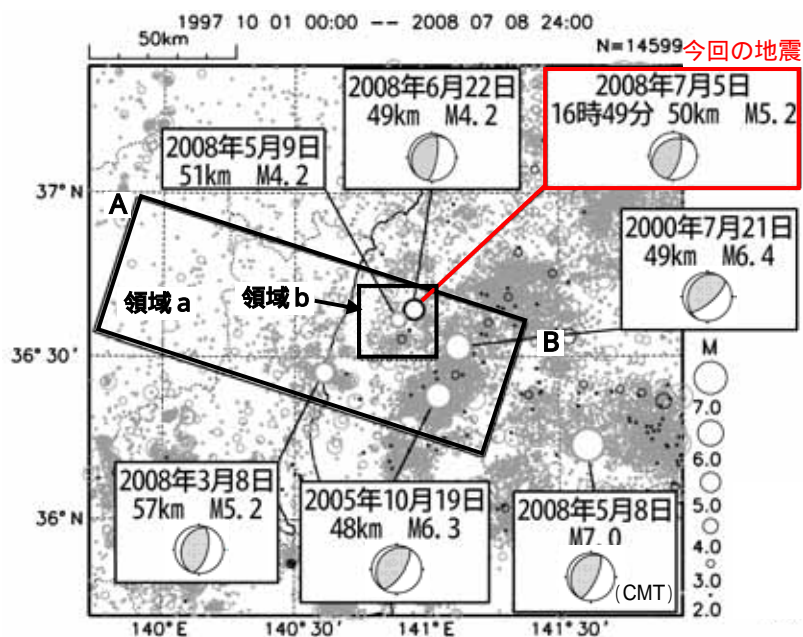 1997 10 01 00:00 -- 2008 07 08 24:00
50km
N=14599
今回の地震
2008年6月22日
49km M4.2
2008年7月5日
16時49分 50km M5.2
2008年5月9日
51km M4.2
37°N
A
2000年7月21日
49km M6.4
領域a
領域b
B
36°30'
M
7.0
6.0
5.0
4.0
3.0
2.0
2008年3月8日
57km M5.2
2005年10月19日
48km M6.3
2008年5月8日
M7.0
(CMT)
36°N
140°E
140°30'
141°E
141°30'